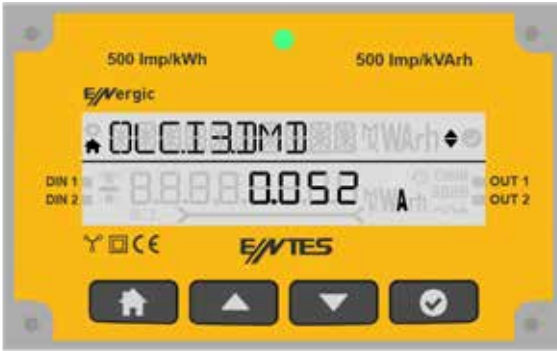 500 Imp/kWh 500 Imp/kVArh
ENergic
OLC.I3.DMD
DIN 1 OUT 1
DIN 2 OUT 2
0.052 A
CE
ENTES